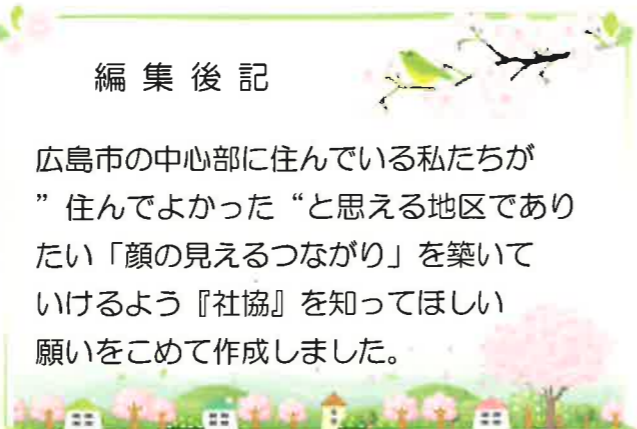 編集後記
広島市の中心部に住んでいる私たちが
”住んでよかった“と思える地区であり
たい「顔の見えるつながり」を築いて
いけるよう『社協』を知ってほしい
願いをこめて作成しました。